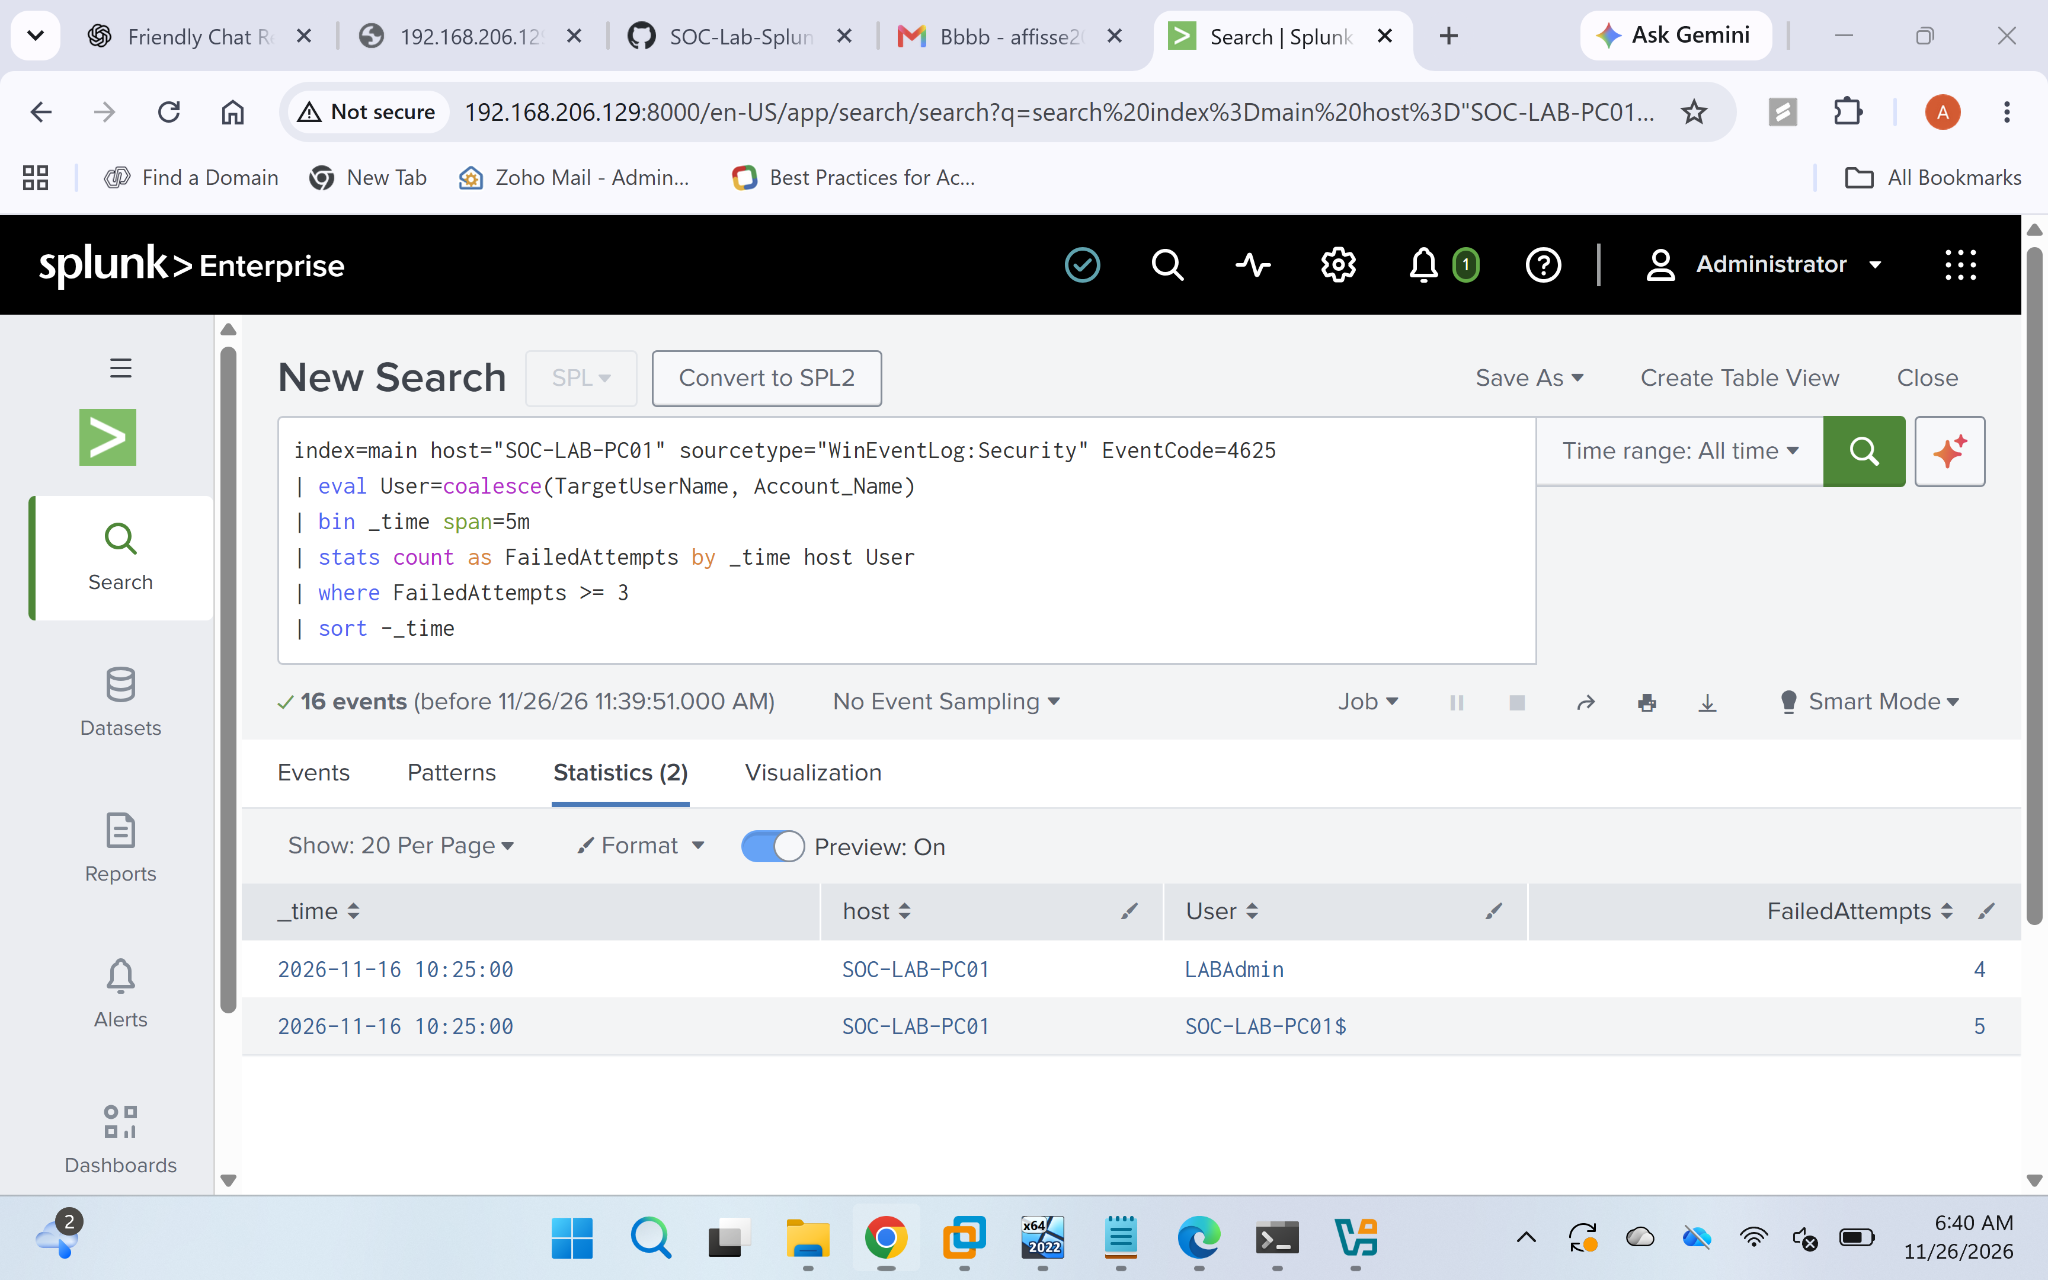 Friendly Chat Re
192.168.206.129
SOC-Lab-Splun
Bbbb - affisse20
Search | Splunk
Ask Gemini
Not secure
192.168.206.129:8000/en-US/app/search/search?q=search%20index%3Dmain%20host%3D"SOC-LAB-PC01...
A
Find a Domain
New Tab
Zoho Mail - Admin...
Best Practices for Ac...
All Bookmarks
splunk> Enterprise
1
Administrator
New Search
SPL
Convert to SPL2
Save As
Create Table View
Close
index=main host="SOC-LAB-PC01" sourcetype="WinEventLog:Security" EventCode=4625
| eval User=coalesce(TargetUserName, Account_Name)
| bin _time span=5m
| stats count as FailedAttempts by _time host User
| where FailedAttempts >= 3
| sort -_time
Time range: All time
Search
Datasets
Reports
Alerts
Dashboards
16 events (before 11/26/26 11:39:51.000 AM)
No Event Sampling
Job
Smart Mode
Events
Patterns
Statistics (2)
Visualization
Show: 20 Per Page
Format
Preview: On
_time
host
User
FailedAttempts
2026-11-16 10:25:00
SOC-LAB-PC01
LABAdmin
4
2026-11-16 10:25:00
SOC-LAB-PC01
SOC-LAB-PC01$
5
2
x64
2022
6:40 AM
11/26/2026